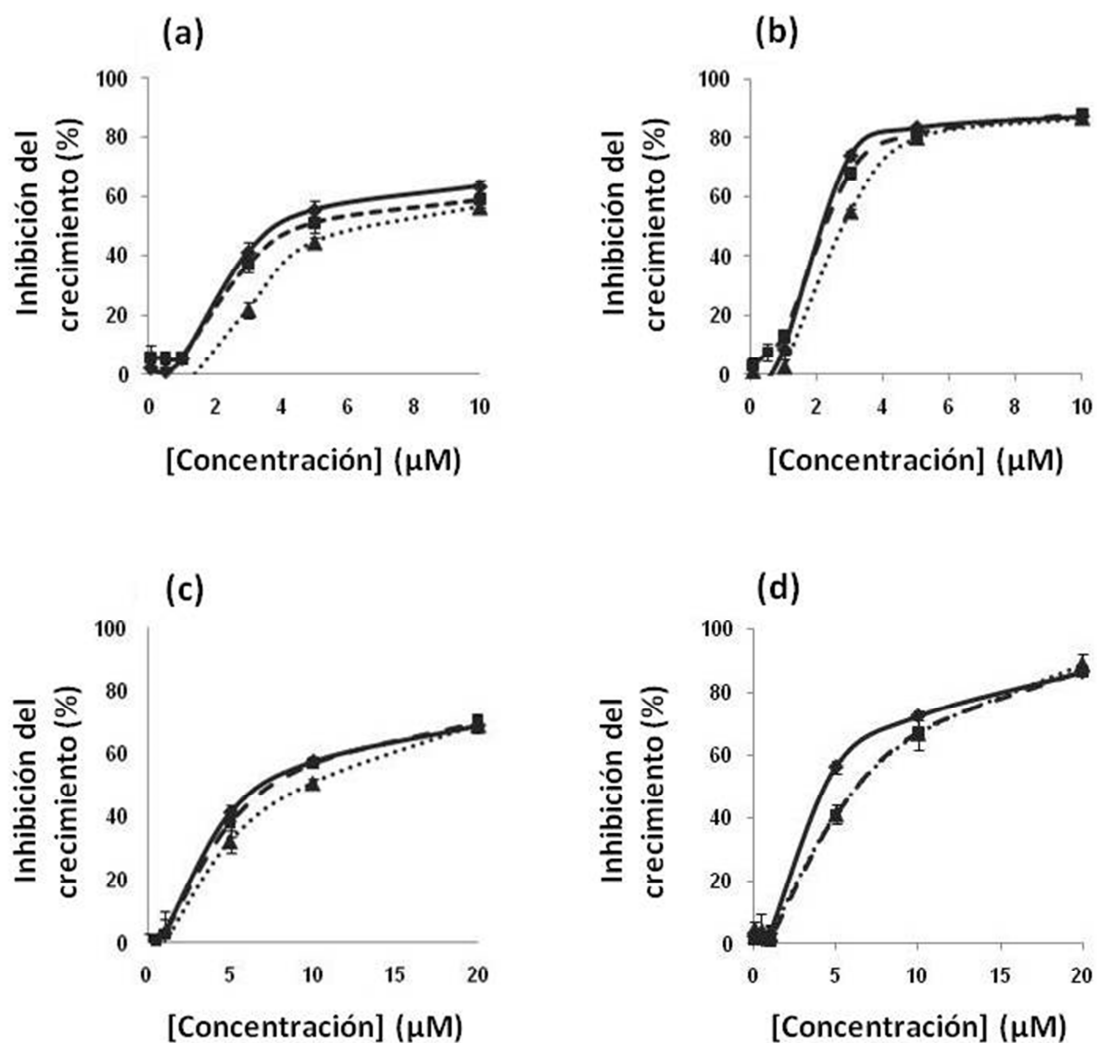 (a)
(b)
100
80
60
40
20
0
Inhibición del
crecimiento (%)
0 2 4 6 8 10
[Concentración] (µM)
100
80
60
40
20
0
Inhibición del
crecimiento (%)
0 2 4 6 8 10
[Concentración] (µM)
(c)
(d)
100
80
60
40
20
0
Inhibición del
crecimiento (%)
0 5 10 15 20
[Concentración] (µM)
100
80
60
40
20
0
Inhibición del
crecimiento (%)
0 5 10 15 20
[Concentración] (µM)